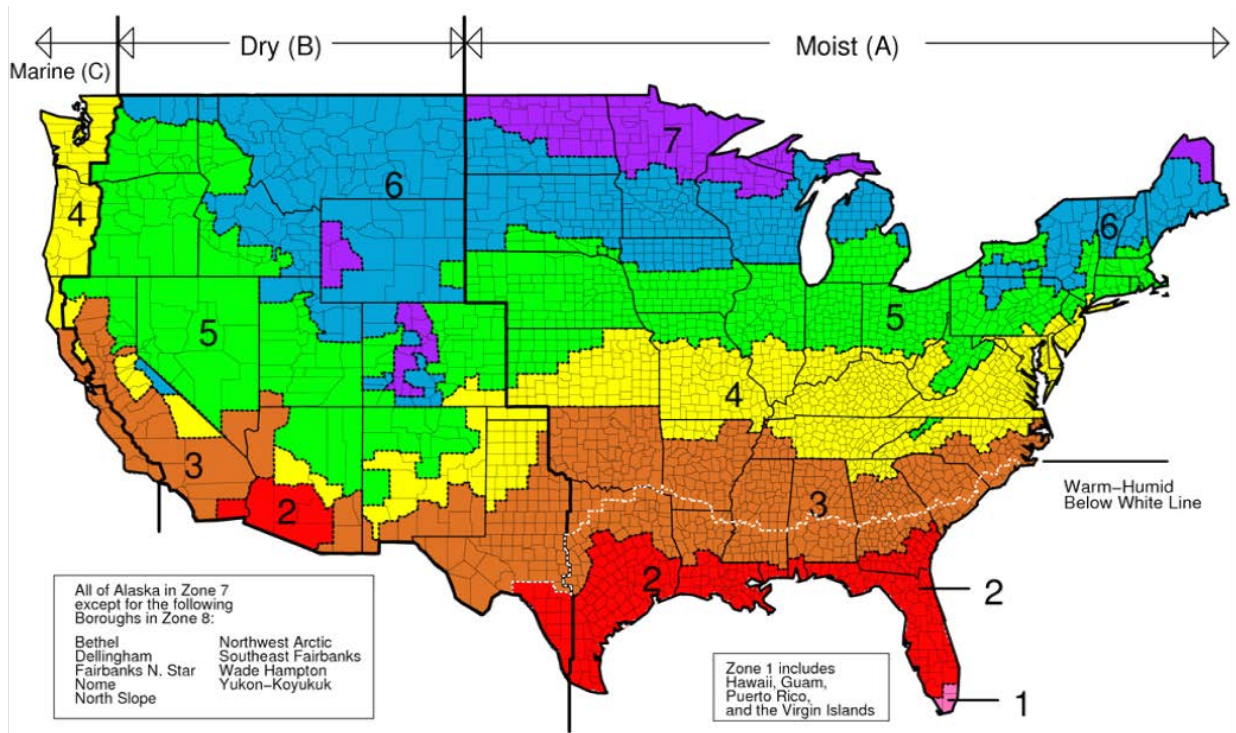 Marine (C)
Dry (B)
Moist (A)
7
6
4
6
5
5
4
3
3
2
2
2
1
Warm-Humid
Below White Line
All of Alaska in Zone 7
except for the following
Boroughs in Zone 8:
Bethel
Dellingham
Fairbanks N. Star
Nome
North Slope
Northwest Arctic
Southeast Fairbanks
Wade Hampton
Yukon-Koyukuk
Zone 1 includes
Hawaii, Guam,
Puerto Rico,
and the Virgin Islands